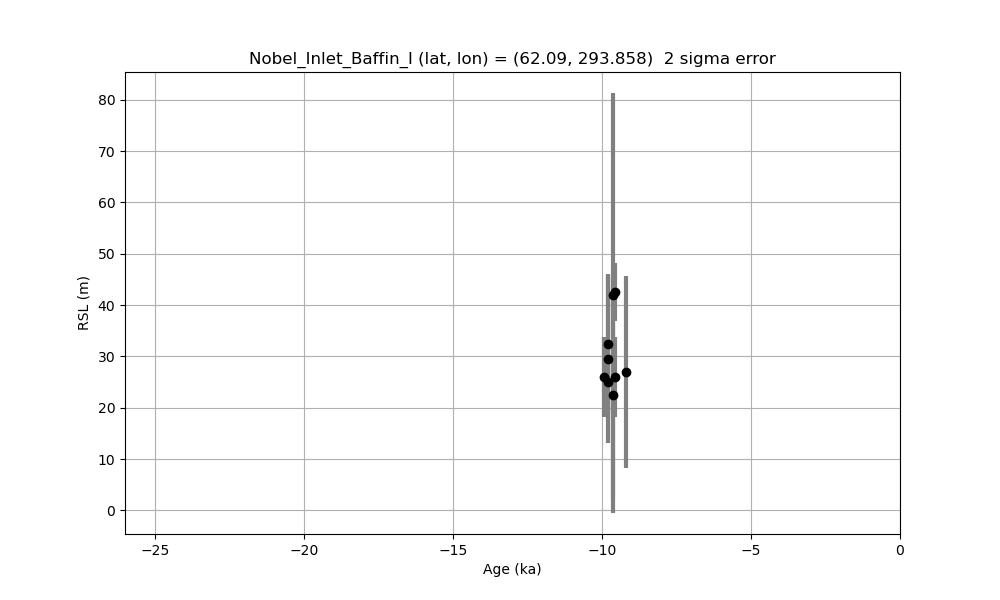 Nobel_Inlet_Baffin_I (lat, lon) = (62.09, 293.858)  2 sigma error
80
70
60
50
40
30
20
10
0
RSL (m)
−25 −20 −15 −10 −5 0
Age (ka)